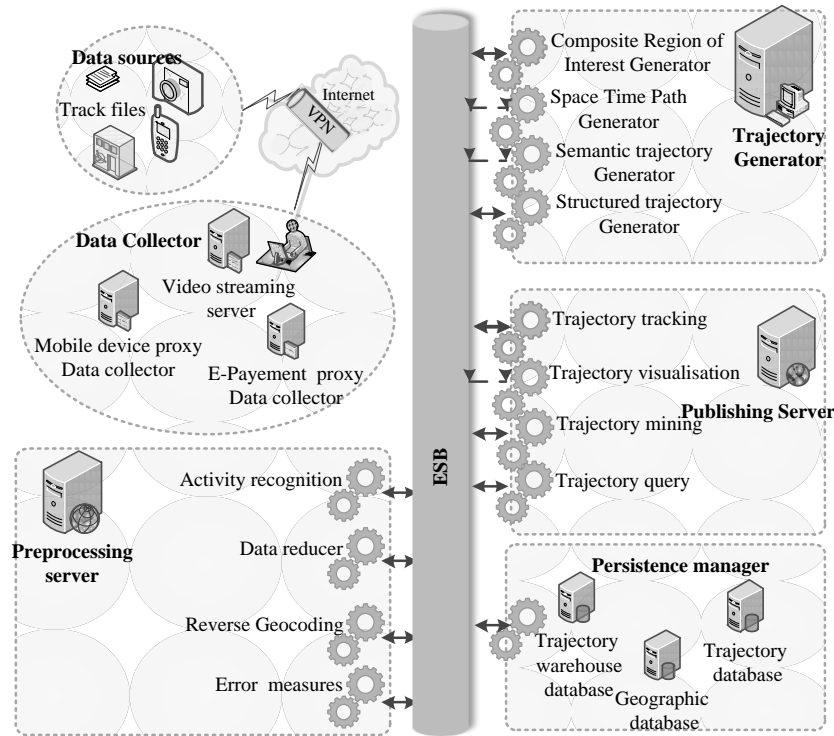 Data sources
Track files
Internet
VPN
Data Collector
Video streaming
server
Mobile device proxy
Data collector
E-Payement proxy
Data collector
Preprocessing
server
Activity recognition
Data reducer
Reverse Geocoding
Error measures
ESB
Composite Region of
Interest Generator
Space Time Path
Generator
Semantic trajectory
Generator
Structured trajectory
Generator
Trajectory
Generator
Trajectory tracking
Trajectory visualisation
Publishing Server
Trajectory mining
Trajectory query
Persistence manager
Trajectory
warehouse
database
Geographic
database
Trajectory
database